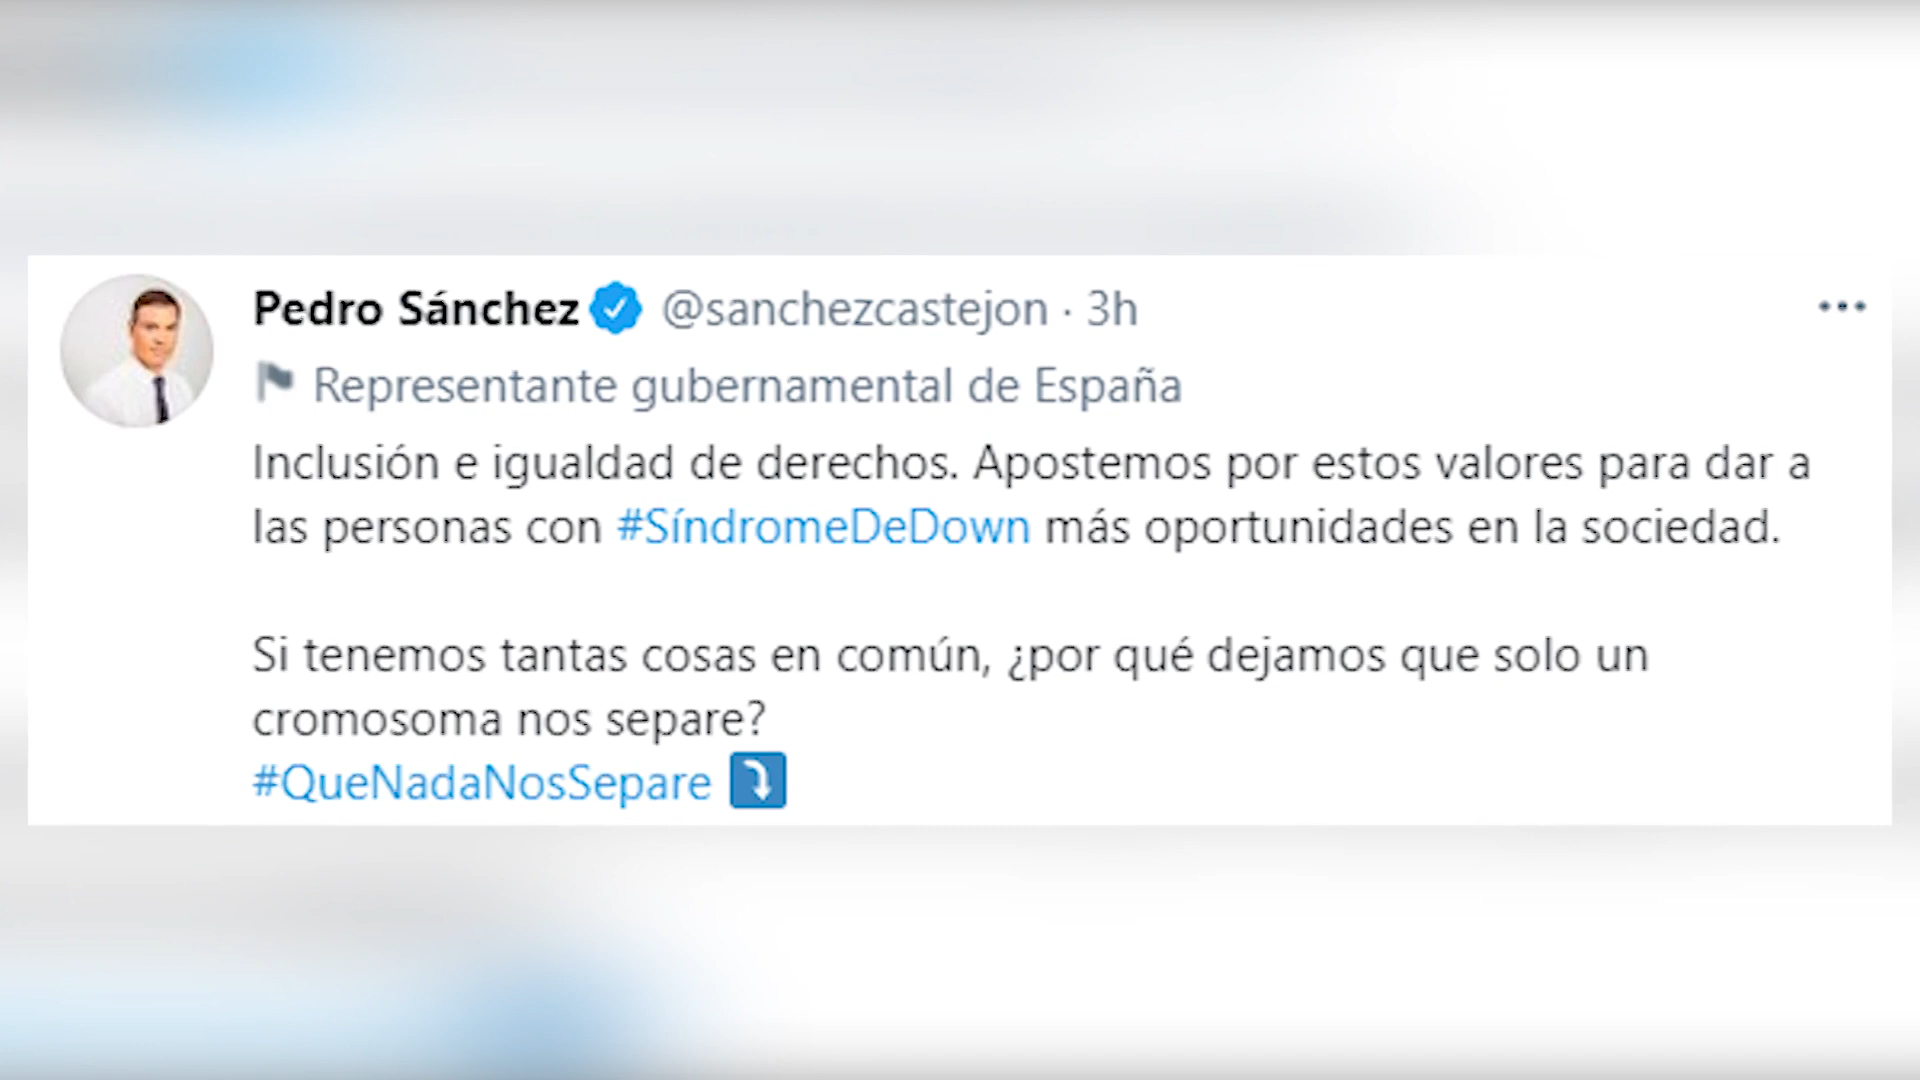 Pedro Sánchez @sanchezcastejon · 3h
Representante gubernamental de España
Inclusión e igualdad de derechos. Apostemos por estos valores para dar a
las personas con #SíndromeDeDown más oportunidades en la sociedad.
Si tenemos tantas cosas en común, ¿por qué dejamos que solo un
cromosoma nos separe?
#QueNadaNosSepare ⤵️